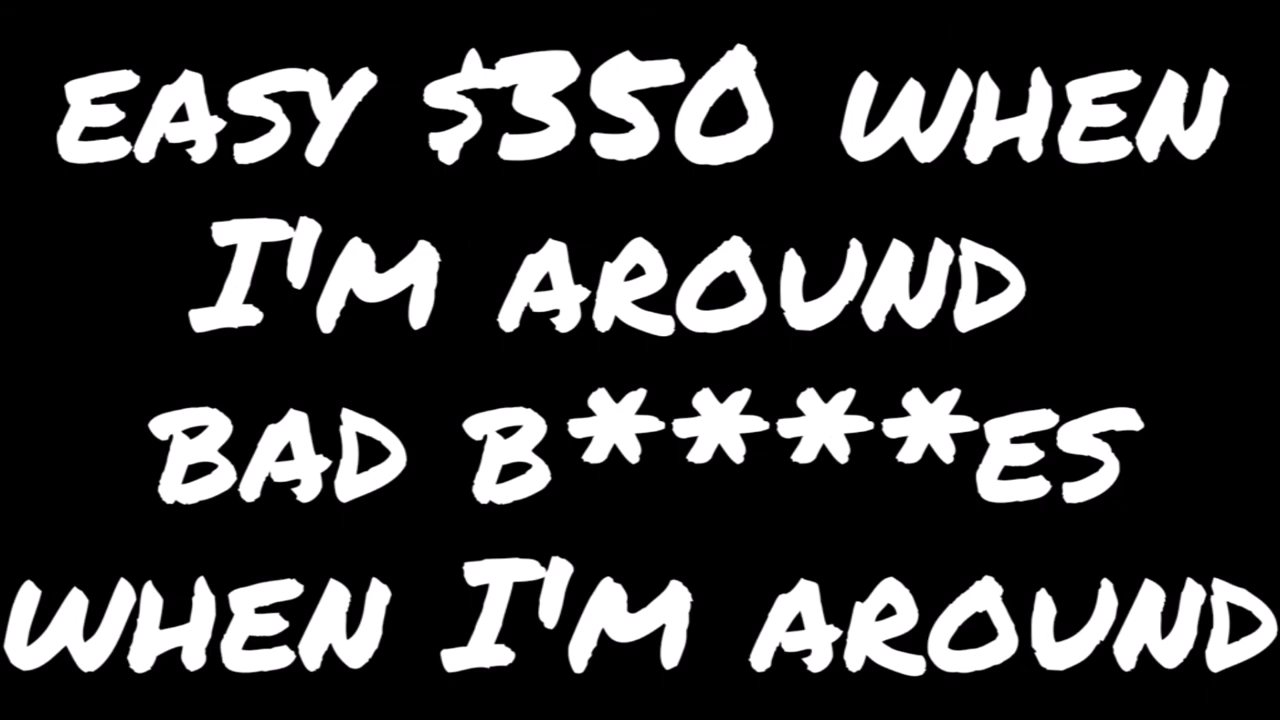 EASY $350 WHEN
I'M AROUND
BAD B****ES
WHEN I'M AROUND